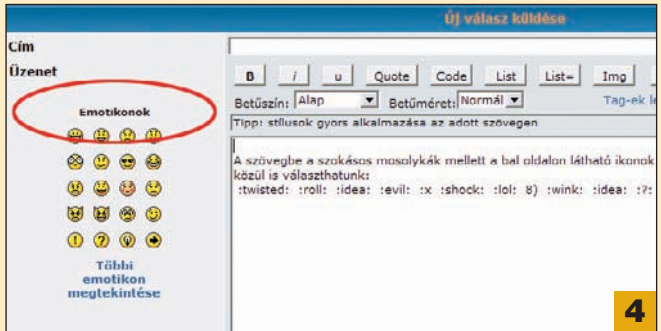 Új válasz küldése
Cím
Üzenet
B i u Quote Code List List= Img
Betűszín: Alap Betűméret: Normál Tag-ek
Tipp: stílusok gyors alkalmazása az adott szövegen
Emotikonok
A szövegbe a szokásos mosolykák mellett a bal oldalon látható ikonok
közül is választhatunk:
:twisted: :roll: :idea: :evil: :x :shock: :lol: 8) :wink: :idea: :?:
Többi
emotikon
megtekintése
4